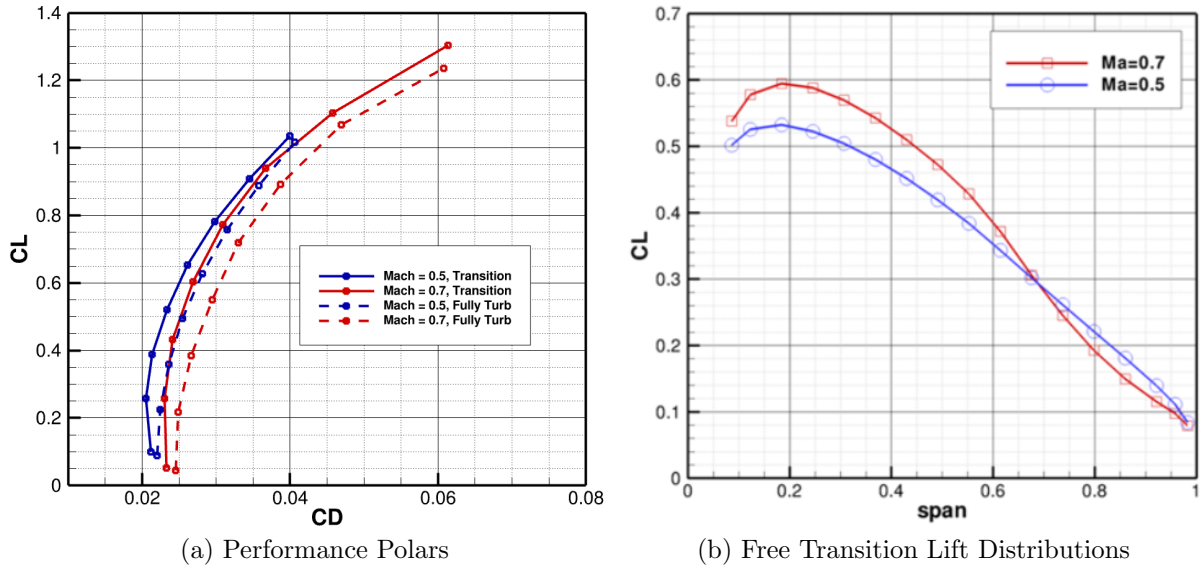 1.4
1.2
1
0.8
0.6
0.4
0.2
0
CL
0.02
0.04
0.06
0.08
CD
Mach = 0.5, Transition
Mach = 0.7, Transition
Mach = 0.5, Fully Turb
Mach = 0.7, Fully Turb
(a) Performance Polars
0.7
0.6
0.5
0.4
0.3
0.2
0.1
0
CL
0
0.2
0.4
0.6
0.8
1
span
Ma=0.7
Ma=0.5
(b) Free Transition Lift Distributions